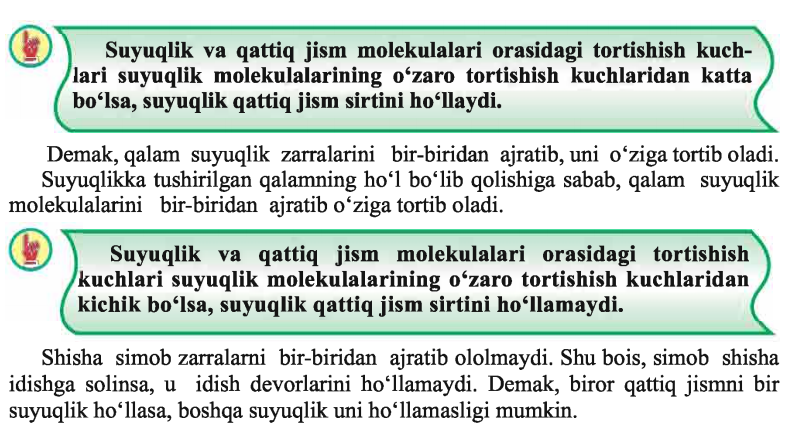 Suyuqlik va qattiq jism molekulalari orasidagi tortishish kuch-
lari suyuqlik molekulalarining o‘zaro tortishish kuchlaridan katta
bo‘lsa, suyuqlik qattiq jism sirtini ho‘llaydi.
Demak, qalam suyuqlik zarralarini bir-biridan ajratib, uni o‘ziga tortib oladi.
Suyuqlikka tushirilgan qalamning ho‘l bo‘lib qolishiga sabab, qalam suyuqlik
molekulalarini bir-biridan ajratib o‘ziga tortib oladi.
Suyuqlik va qattiq jism molekulalari orasidagi tortishish
kuchlari suyuqlik molekulalarining o‘zaro tortishish kuchlaridan
kichik bo‘lsa, suyuqlik qattiq jism sirtini ho‘llamaydi.
Shisha simob zarralarni bir-biridan ajratib ololmaydi. Shu bois, simob shisha
idishga solinsa, u idish devorlarini ho‘llamaydi. Demak, biror qattiq jismni bir
suyuqlik ho‘llasa, boshqa suyuqlik uni ho‘llamasligi mumkin.